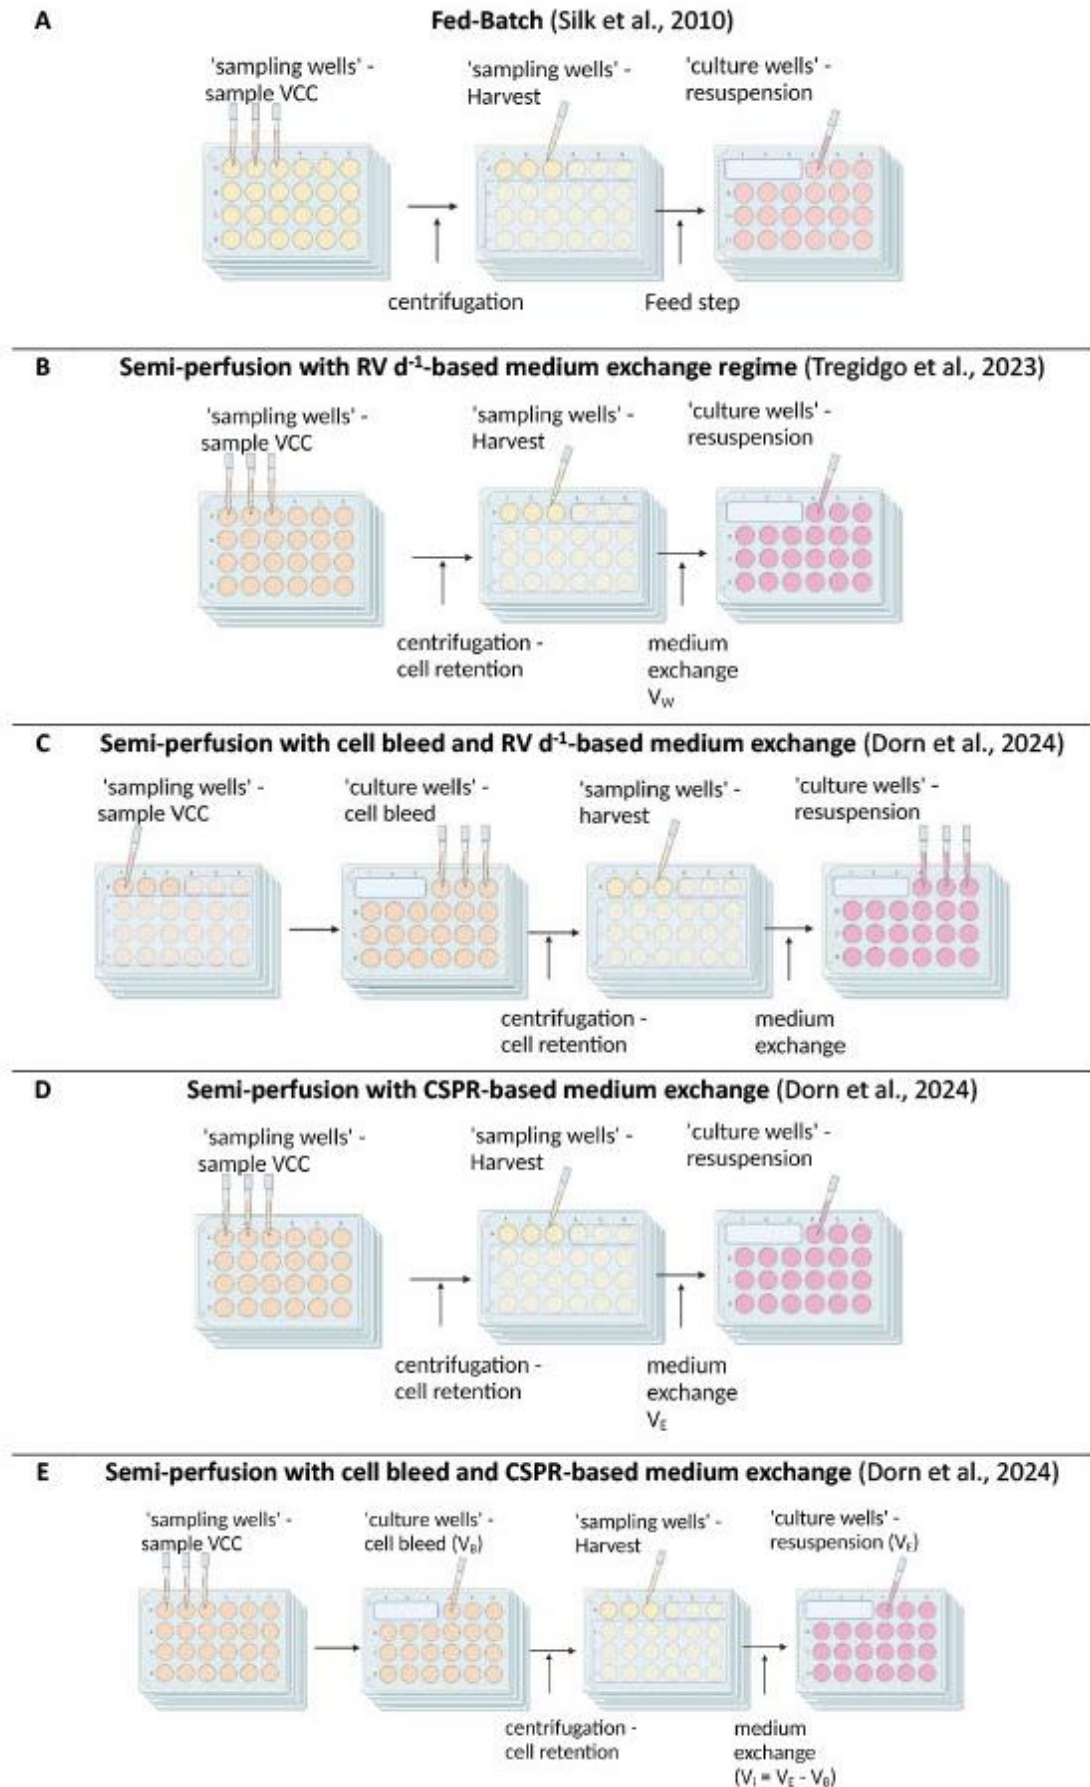 A Fed-Batch (Silk et al., 2010)
'sampling wells' - sample VCC
'sampling wells' - Harvest
'culture wells' - resuspension
centrifugation
Feed step
B Semi-perfusion with RV d⁻¹-based medium exchange regime (Tregidgo et al., 2023)
'sampling wells' - sample VCC
'sampling wells' - Harvest
'culture wells' - resuspension
centrifugation - cell retention
medium exchange V_W
C Semi-perfusion with cell bleed and RV d⁻¹-based medium exchange (Dorn et al., 2024)
'sampling wells' - sample VCC
'culture wells' - cell bleed
'sampling wells' - harvest
'culture wells' - resuspension
centrifugation - cell retention
medium exchange
D Semi-perfusion with CSPR-based medium exchange (Dorn et al., 2024)
'sampling wells' - sample VCC
'sampling wells' - Harvest
'culture wells' - resuspension
centrifugation - cell retention
medium exchange V_E
E Semi-perfusion with cell bleed and CSPR-based medium exchange (Dorn et al., 2024)
'sampling wells' - sample VCC
'culture wells' - cell bleed (V_B)
'sampling wells' - Harvest
'culture wells' - resuspension (V_E)
centrifugation - cell retention
medium exchange (V_i = V_E - V_B)